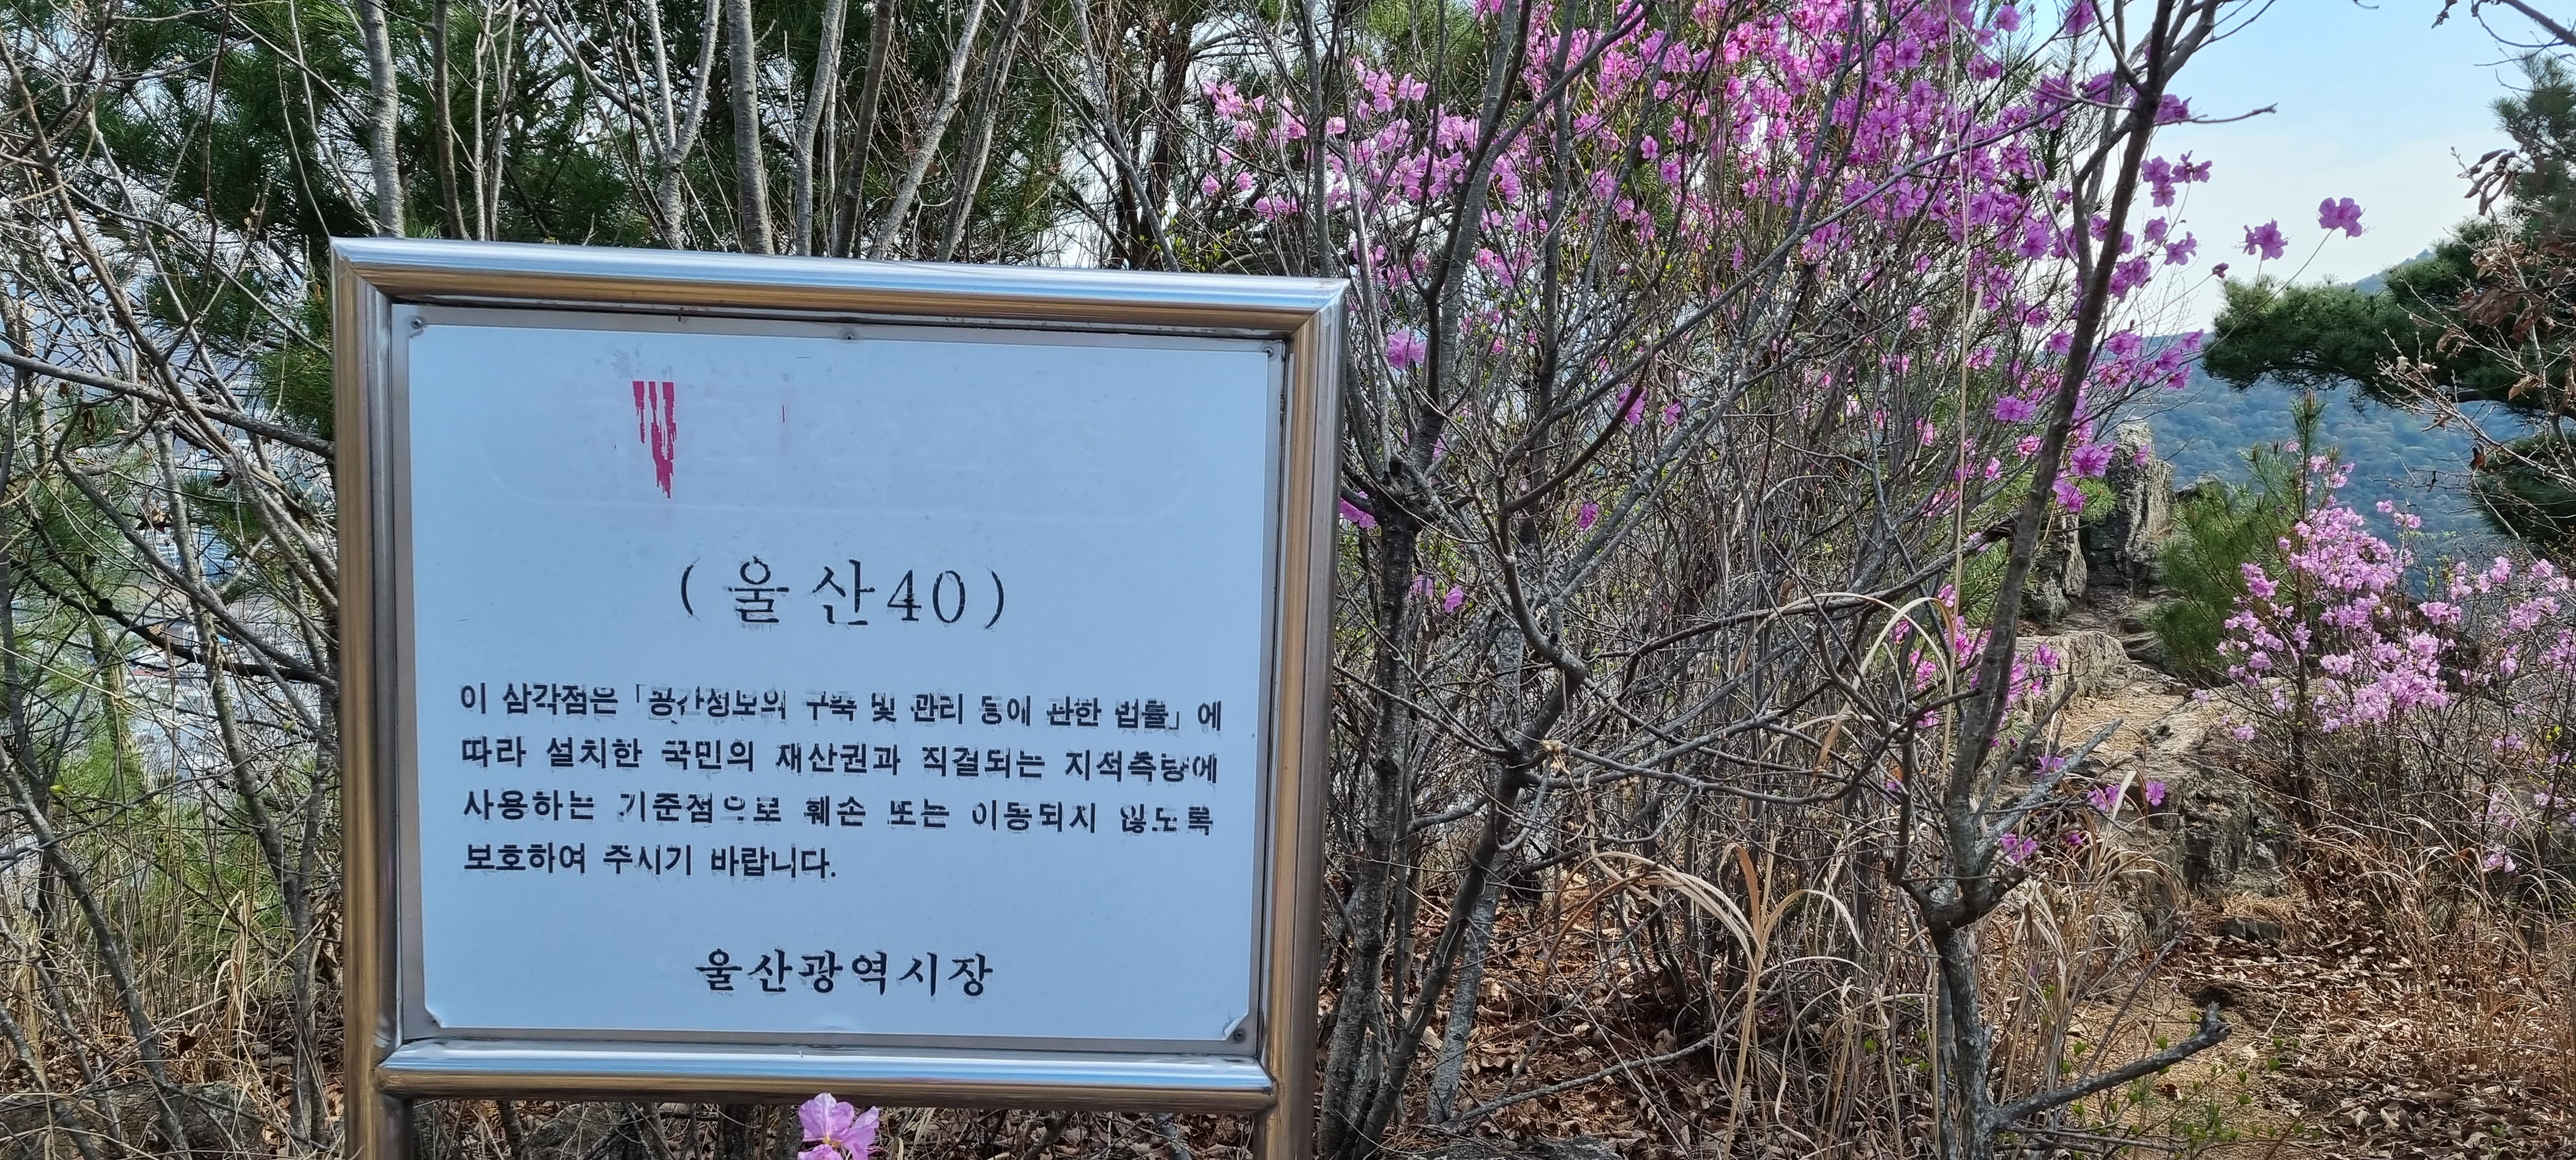 (울산40)
이 삼각점은 「공간정보의 구축 및 관리 등에 관한 법률」에
따라 설치한 국민의 재산권과 직결되는 지적측량에
사용하는 기준점으로 훼손 또는 이동되지 않도록
보호하여 주시기 바랍니다.
울산광역시장